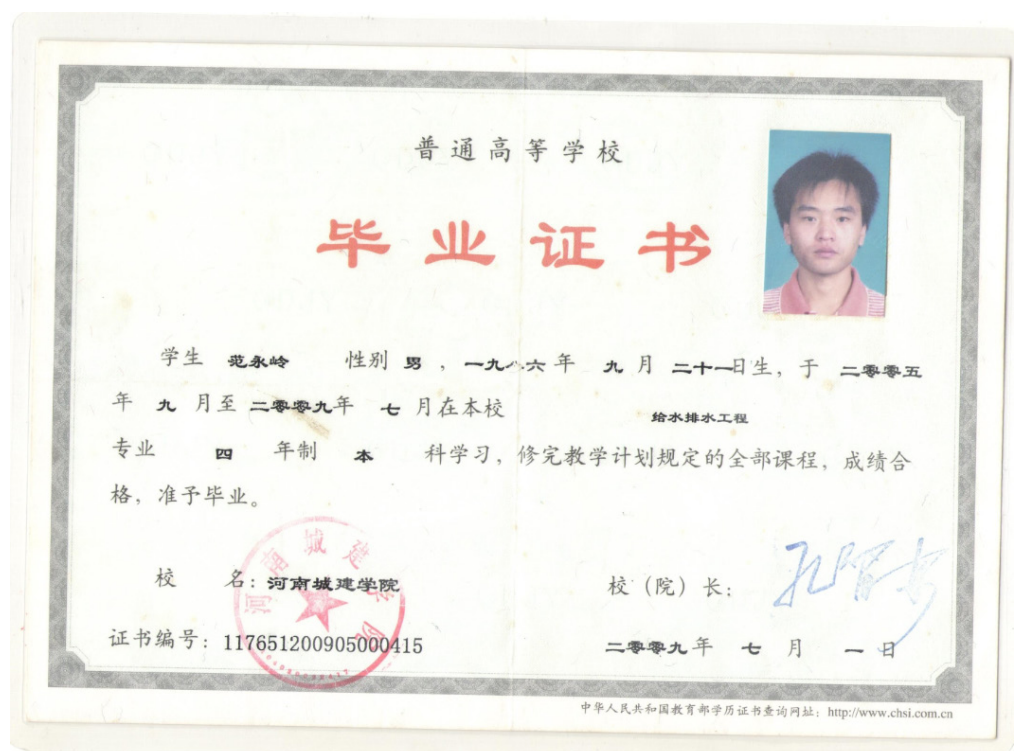 普通高等学校
毕业证书
学生 范永岭 性别 男，一九八六年 九月 二十一日生，于 二零零五
年 九 月至 二零零九年 七 月在本校 给水排水工程
专业 四 年制 本 科学习，修完教学计划规定的全部课程，成绩合
格，准予毕业。
河南城建学院
校 名：河南城建学院 校（院）长：
证书编号：117651200905000415 二零零九年 七 月 一日
中华人民共和国教育部学历证书查询网址：http://www.chsi.com.cn